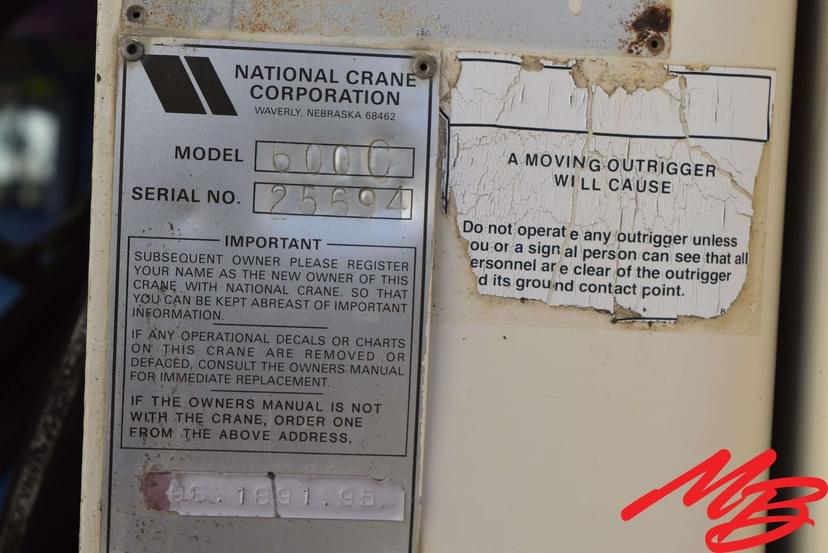 NATIONAL CRANE
CORPORATION
WAVERLY, NEBRASKA 68462
MODEL 600C
SERIAL NO. 25694
IMPORTANT
SUBSEQUENT OWNER PLEASE REGISTER
YOUR NAME AS THE NEW OWNER OF THIS
CRANE WITH NATIONAL CRANE. SO THAT
YOU CAN BE KEPT ABREAST OF IMPORTANT
INFORMATION.
IF ANY OPERATIONAL DECALS OR CHARTS
ON THIS CRANE ARE REMOVED OR
DEFACED, CONSULT THE OWNERS MANUAL
FOR IMMEDIATE REPLACEMENT.
IF THE OWNERS MANUAL IS NOT
WITH THE CRANE, ORDER ONE
FROM THE ABOVE ADDRESS.
A MOVING OUTRIGGER
WILL CAUSE
Do not operate any outrigger unless
ou or a signal person can see that all
ersonnel are clear of the outrigger
d its ground contact point.
MB